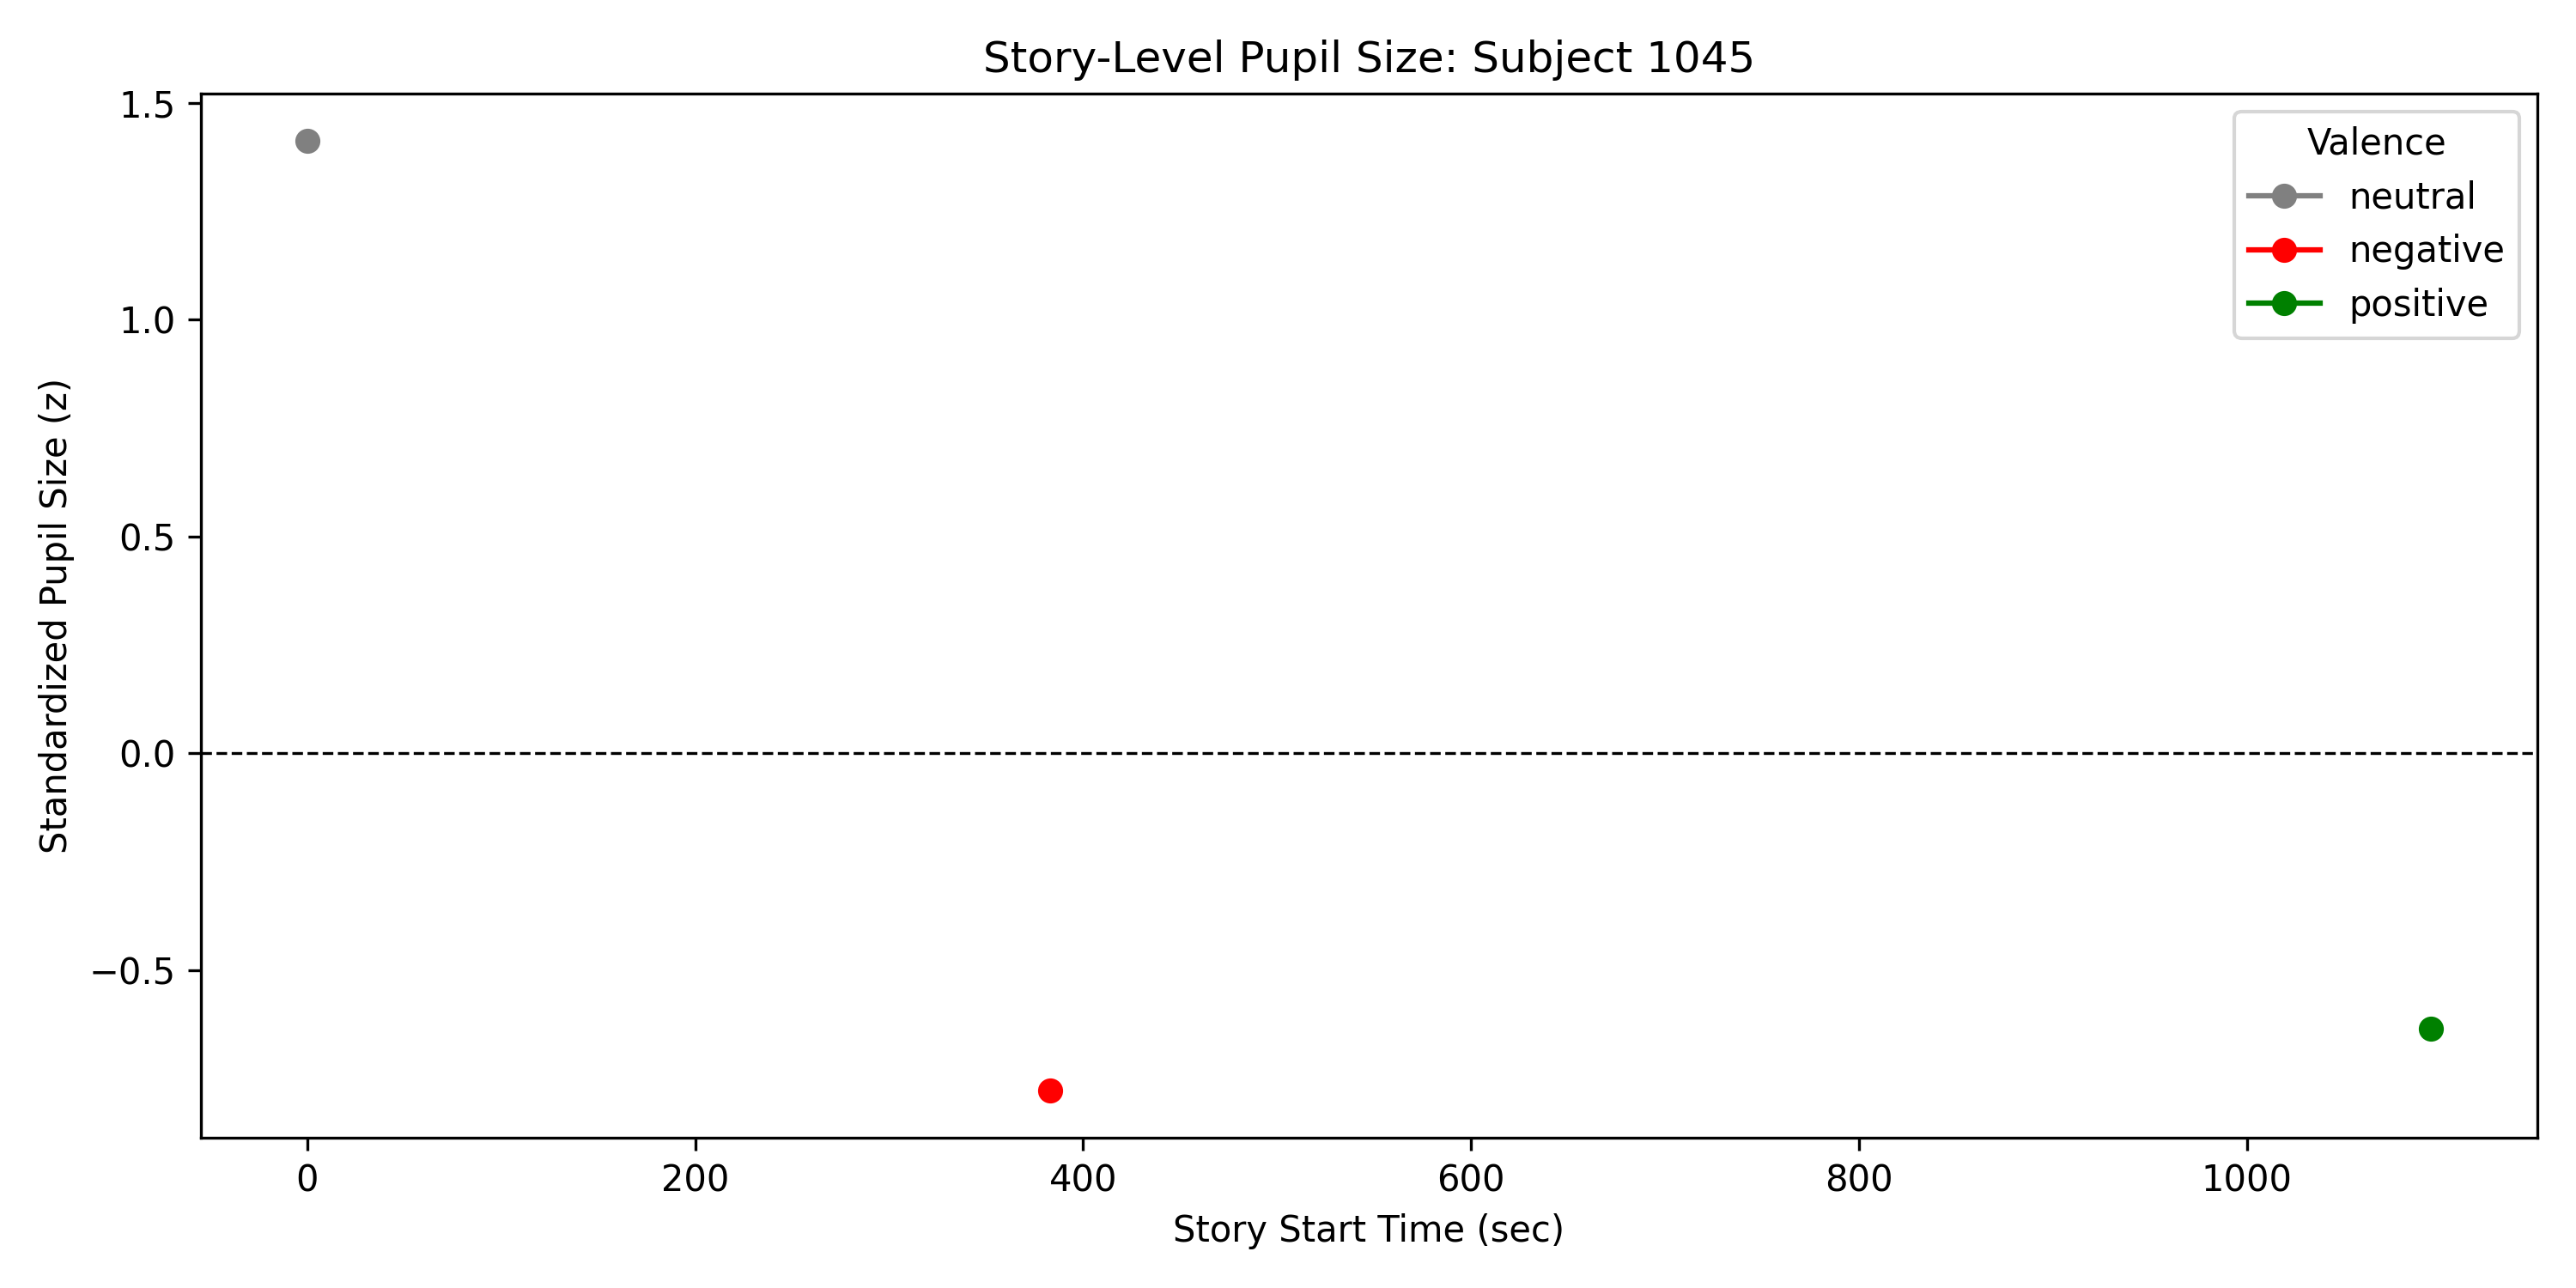 Story-Level Pupil Size: Subject 1045
Standardized Pupil Size (z)
1.5
1.0
0.5
0.0
−0.5
Valence
neutral
negative
positive
0 200 400 600 800 1000
Story Start Time (sec)